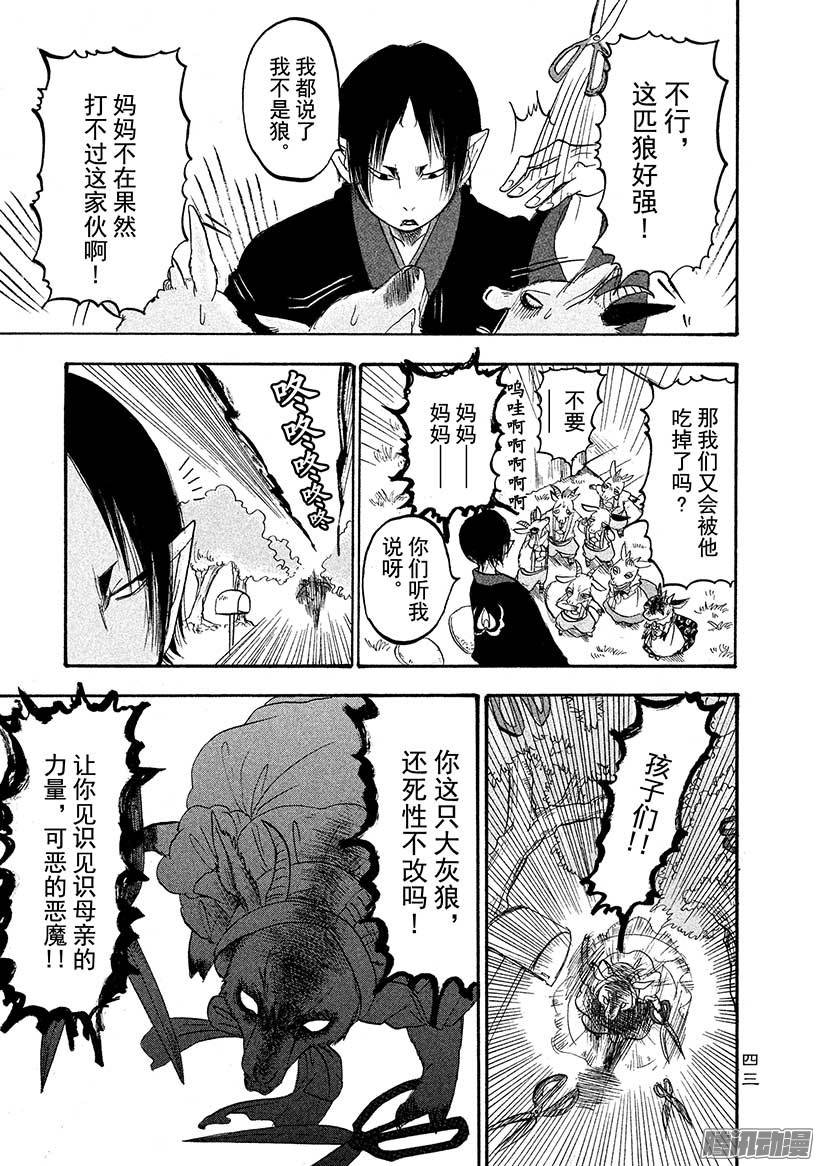 不行，
这匹狼好强！
我都说了
我不是狼。
妈妈不在果然
打不过这家伙啊！
那我们又会被他
吃掉了吗？
不要
——
呜哇啊啊啊啊啊
妈妈——
妈妈——
你们听我
说呀。
咚咚咚咚咚
孩子们！！
你这只大灰狼，
还死性不改吗！
让你见识见识母亲的
力量，可恶的恶魔！！
四三
腾讯动漫